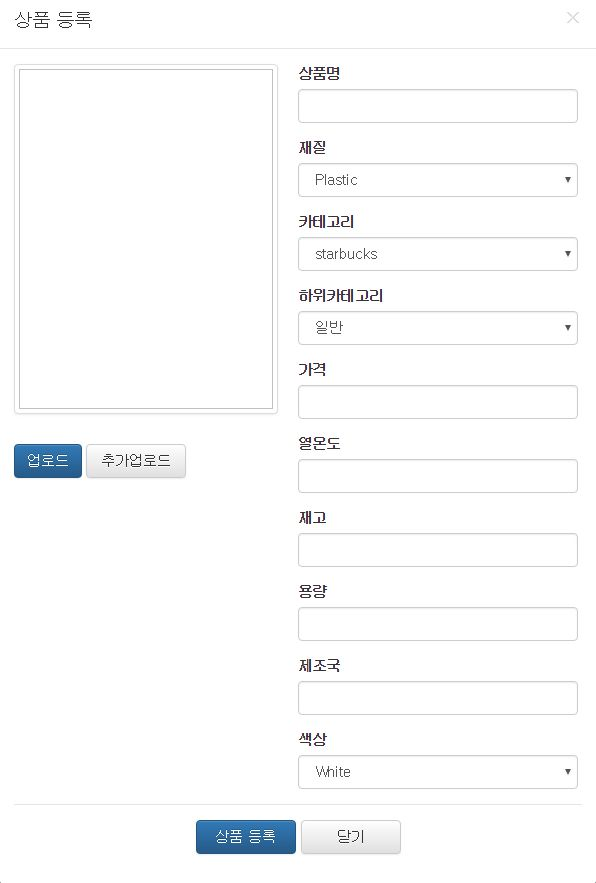 상품 등록
×
상품명
재질
Plastic
카테고리
starbucks
하위카테고리
일반
가격
열온도
재고
용량
제조국
색상
White
업로드 추가업로드
상품 등록 닫기